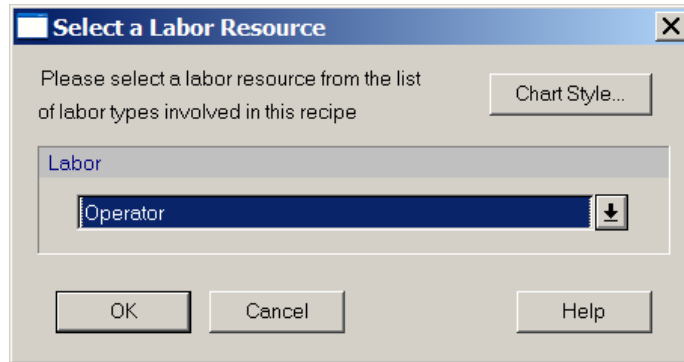 Select a Labor Resource
Please select a labor resource from the list
of labor types involved in this recipe
Chart Style...
Labor
Operator
OK
Cancel
Help